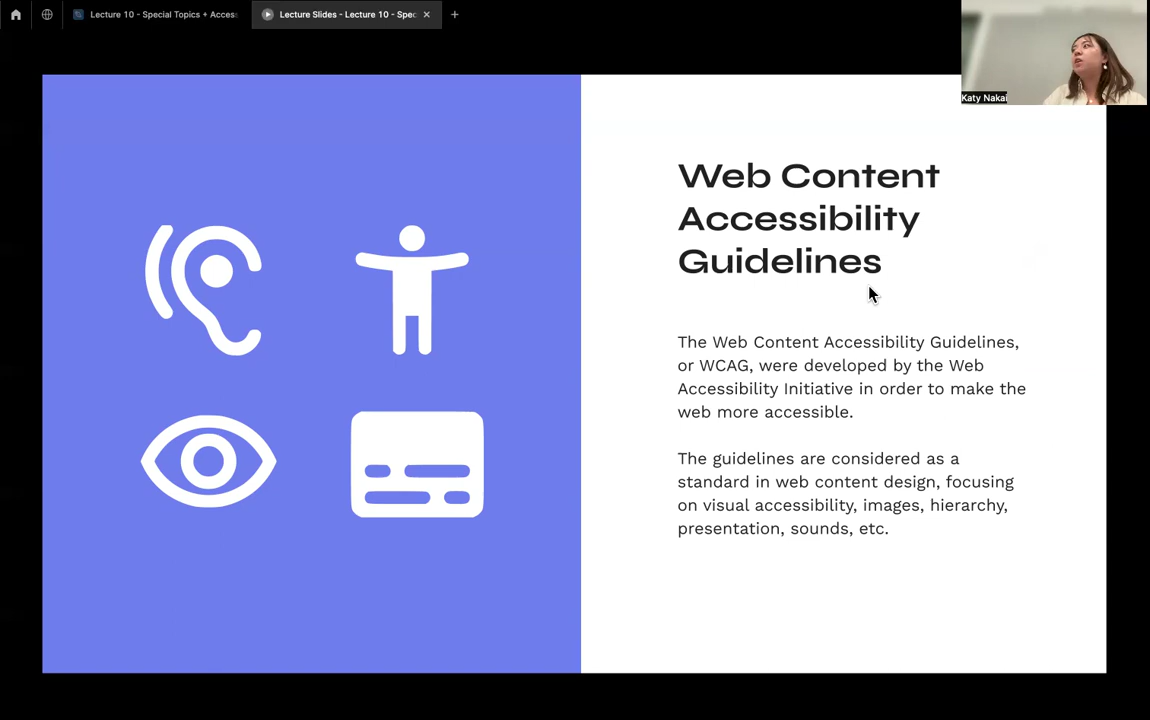 Lecture 10 - Special Topics + Acces
Lecture Slides - Lecture 10 - Spec
Katy Nakai
Web Content
Accessibility
Guidelines
The Web Content Accessibility Guidelines,
or WCAG, were developed by the Web
Accessibility Initiative in order to make the
web more accessible.
The guidelines are considered as a
standard in web content design, focusing
on visual accessibility, images, hierarchy,
presentation, sounds, etc.